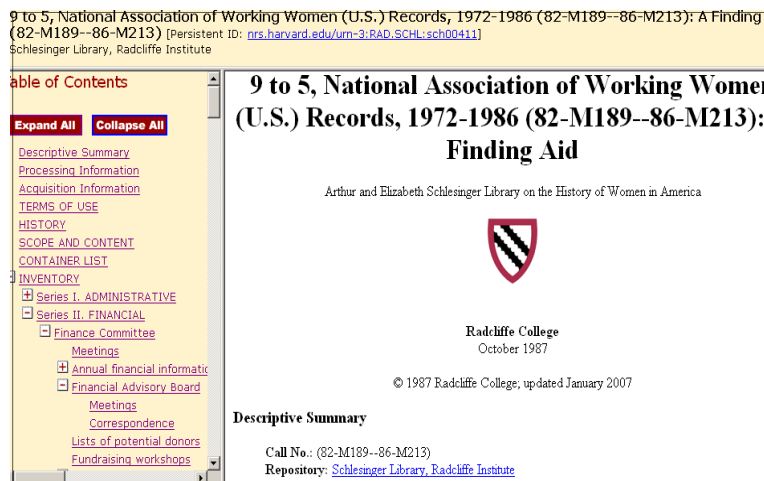 9 to 5, National Association of Working Women (U.S.) Records, 1972-1986 (82-M189--86-M213): A Finding
(82-M189--86-M213) [Persistent ID: nrs.harvard.edu/urn-3:RAD.SCHL:sch00411]
Schlesinger Library, Radcliffe Institute
able of Contents
Expand All Collapse All
Descriptive Summary
Processing Information
Acquisition Information
TERMS OF USE
HISTORY
SCOPE AND CONTENT
CONTAINER LIST
INVENTORY
Series I. ADMINISTRATIVE
Series II. FINANCIAL
Finance Committee
Meetings
Annual financial informatic
Financial Advisory Board
Meetings
Correspondence
Lists of potential donors
Fundraising workshops
9 to 5, National Association of Working Women
(U.S.) Records, 1972-1986 (82-M189--86-M213):
Finding Aid
Arthur and Elizabeth Schlesinger Library on the History of Women in America
Radcliffe College
October 1987
© 1987 Radcliffe College; updated January 2007
Descriptive Summary
Call No.: (82-M189--86-M213)
Repository: Schlesinger Library, Radcliffe Institute